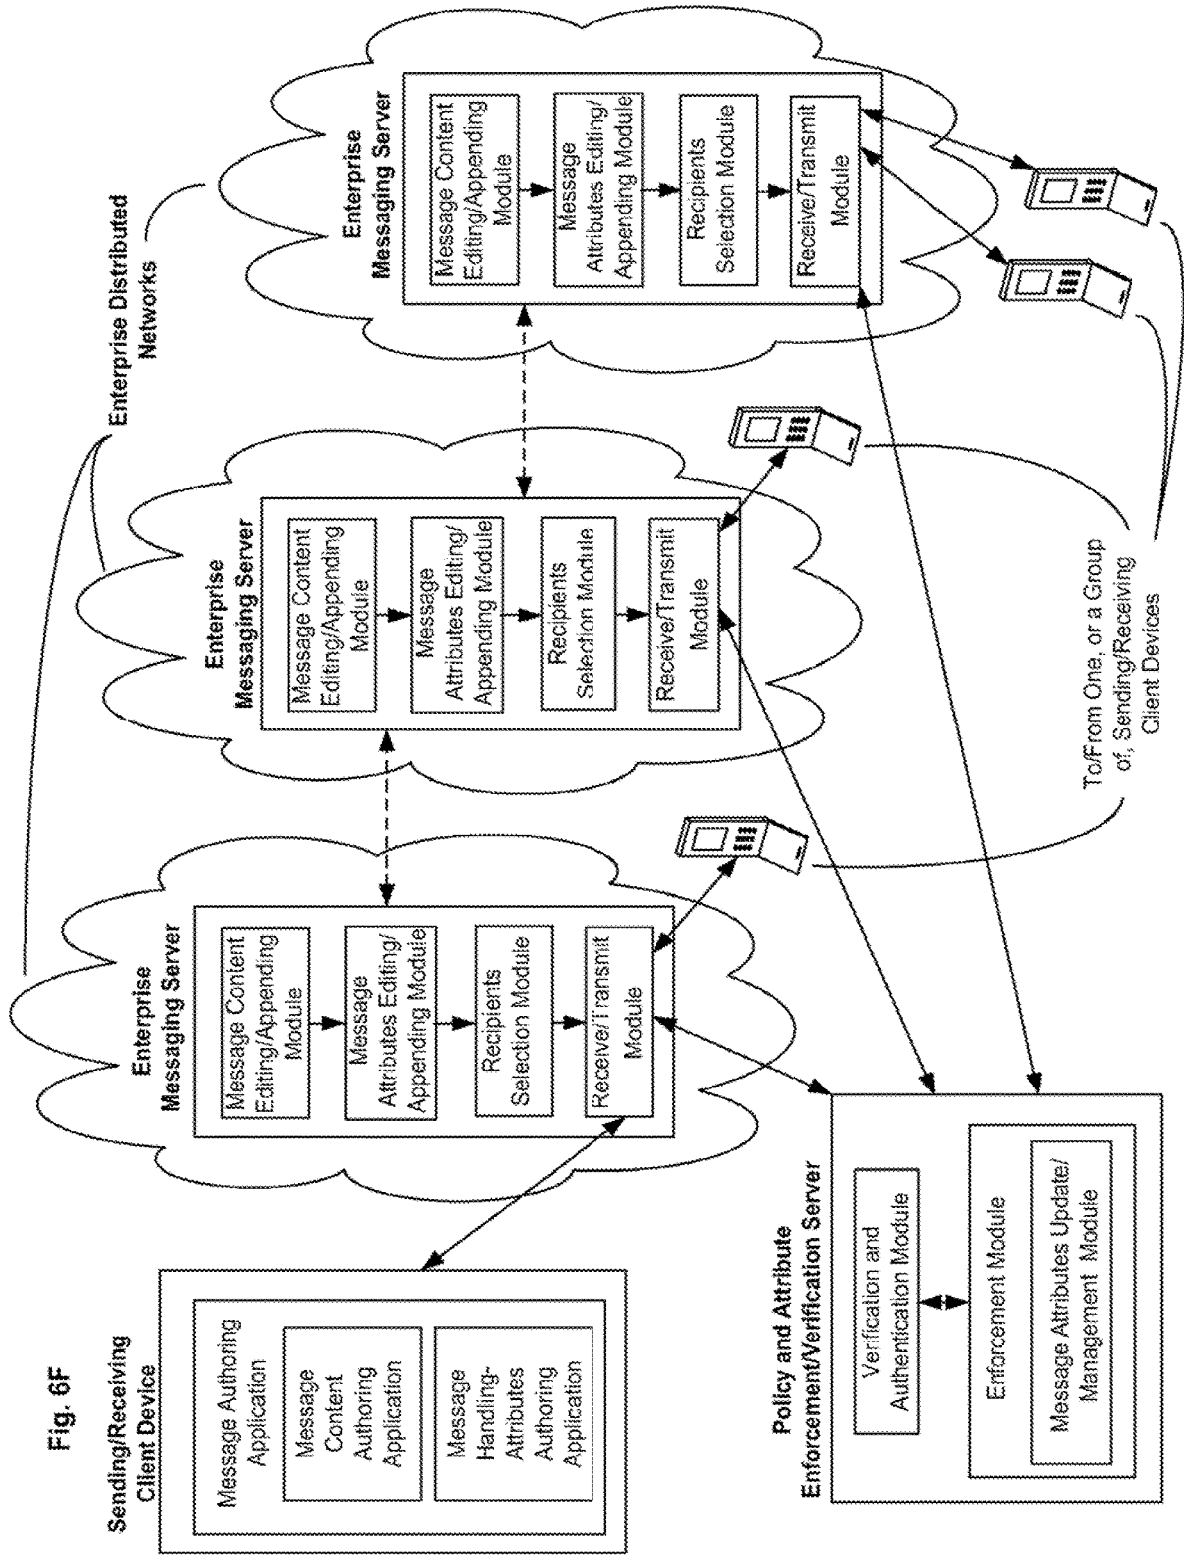 Fig. 6F
Sending/Receiving
Client Device
Message Authoring
Application
Message
Content
Authoring
Application
Message
Handling-
Attributes
Authoring
Application
Enterprise Distributed
Networks
Enterprise
Messaging Server
Message Content
Editing/Appending
Module
Message
Attributes Editing/
Appending Module
Recipients
Selection Module
Receive/Transmit
Module
Enterprise
Messaging Server
Message Content
Editing/Appending
Module
Message
Attributes Editing/
Appending Module
Recipients
Selection Module
Receive/Transmit
Module
Enterprise
Messaging Server
Message Content
Editing/Appending
Module
Message
Attributes Editing/
Appending Module
Recipients
Selection Module
Receive/Transmit
Module
Policy and Attribute
Enforcement/Verification Server
Verification and
Authentication Module
Enforcement Module
Message Attributes Update/
Management Module
To/From One, or a Group
of, Sending/Receiving
Client Devices